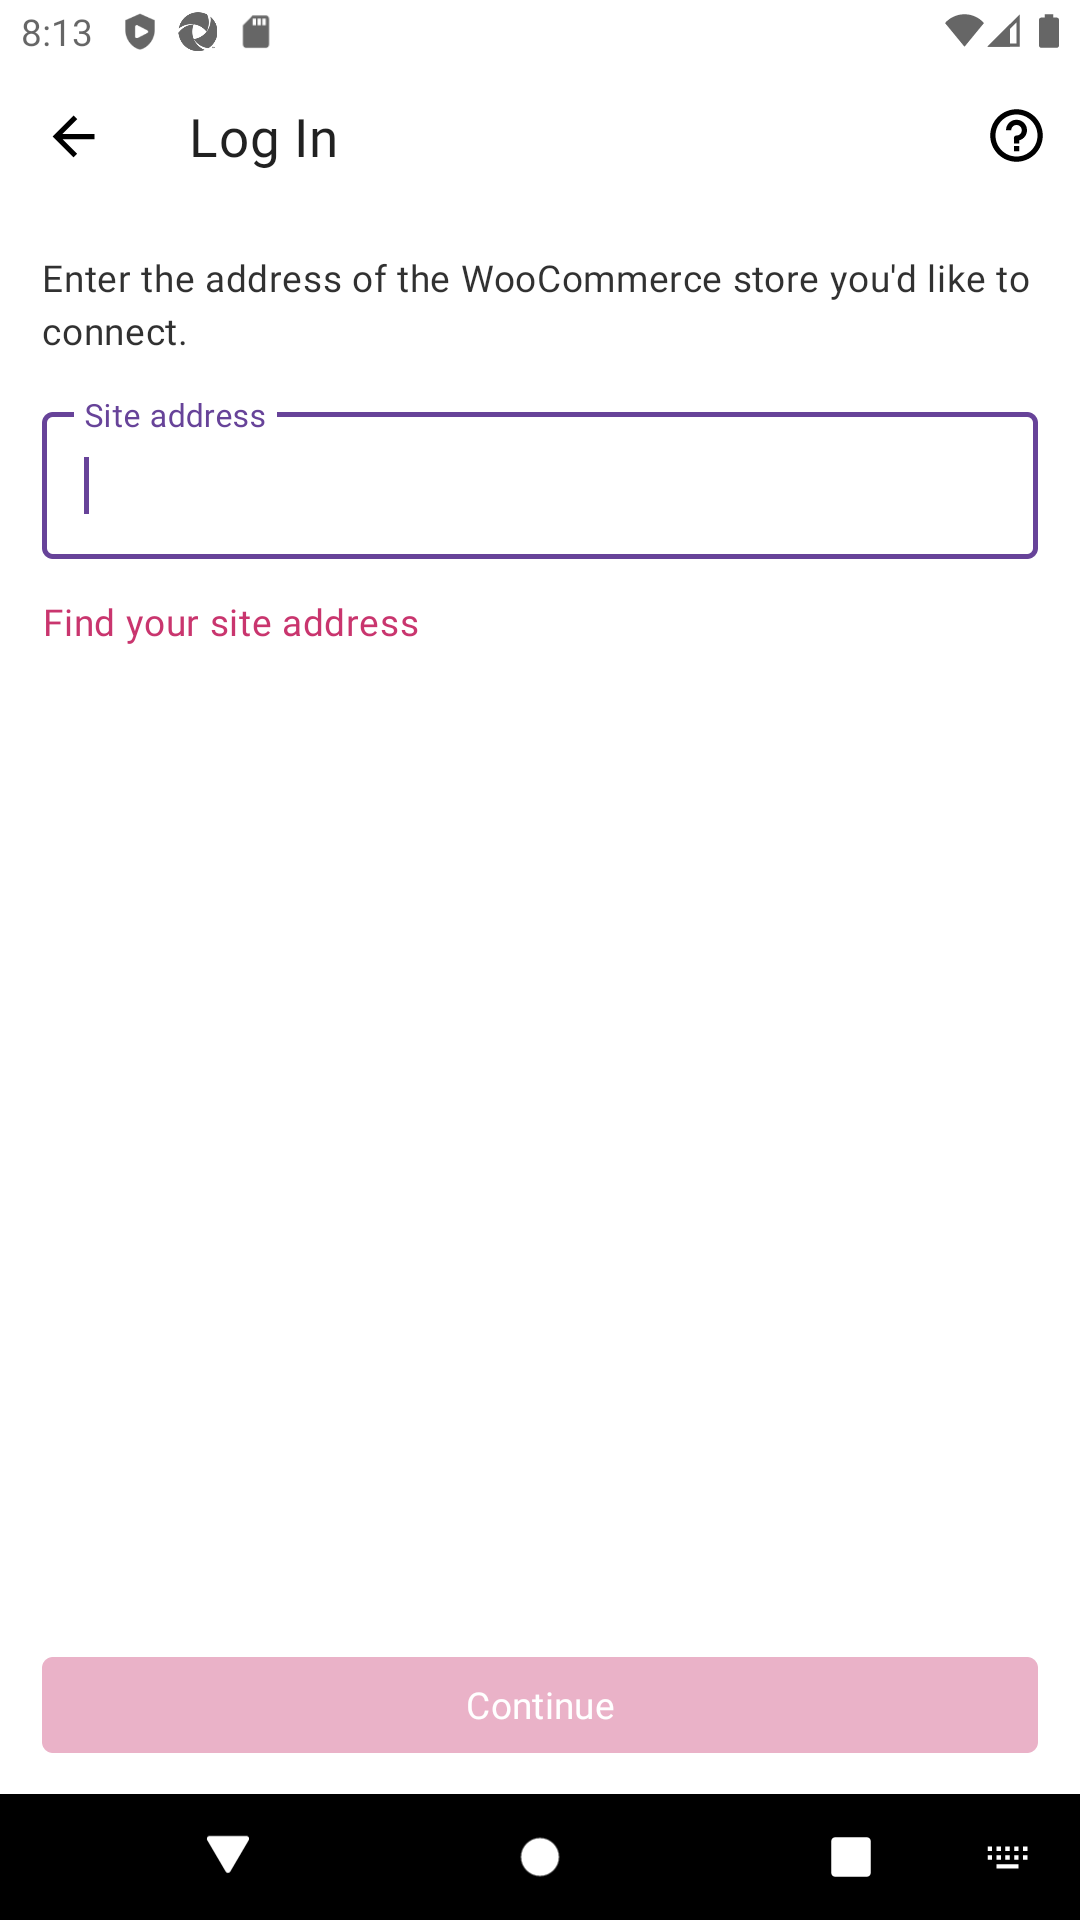 8:13
Log In
Enter the address of the WooCommerce store you'd like to
connect.
Site address
Find your site address
Continue